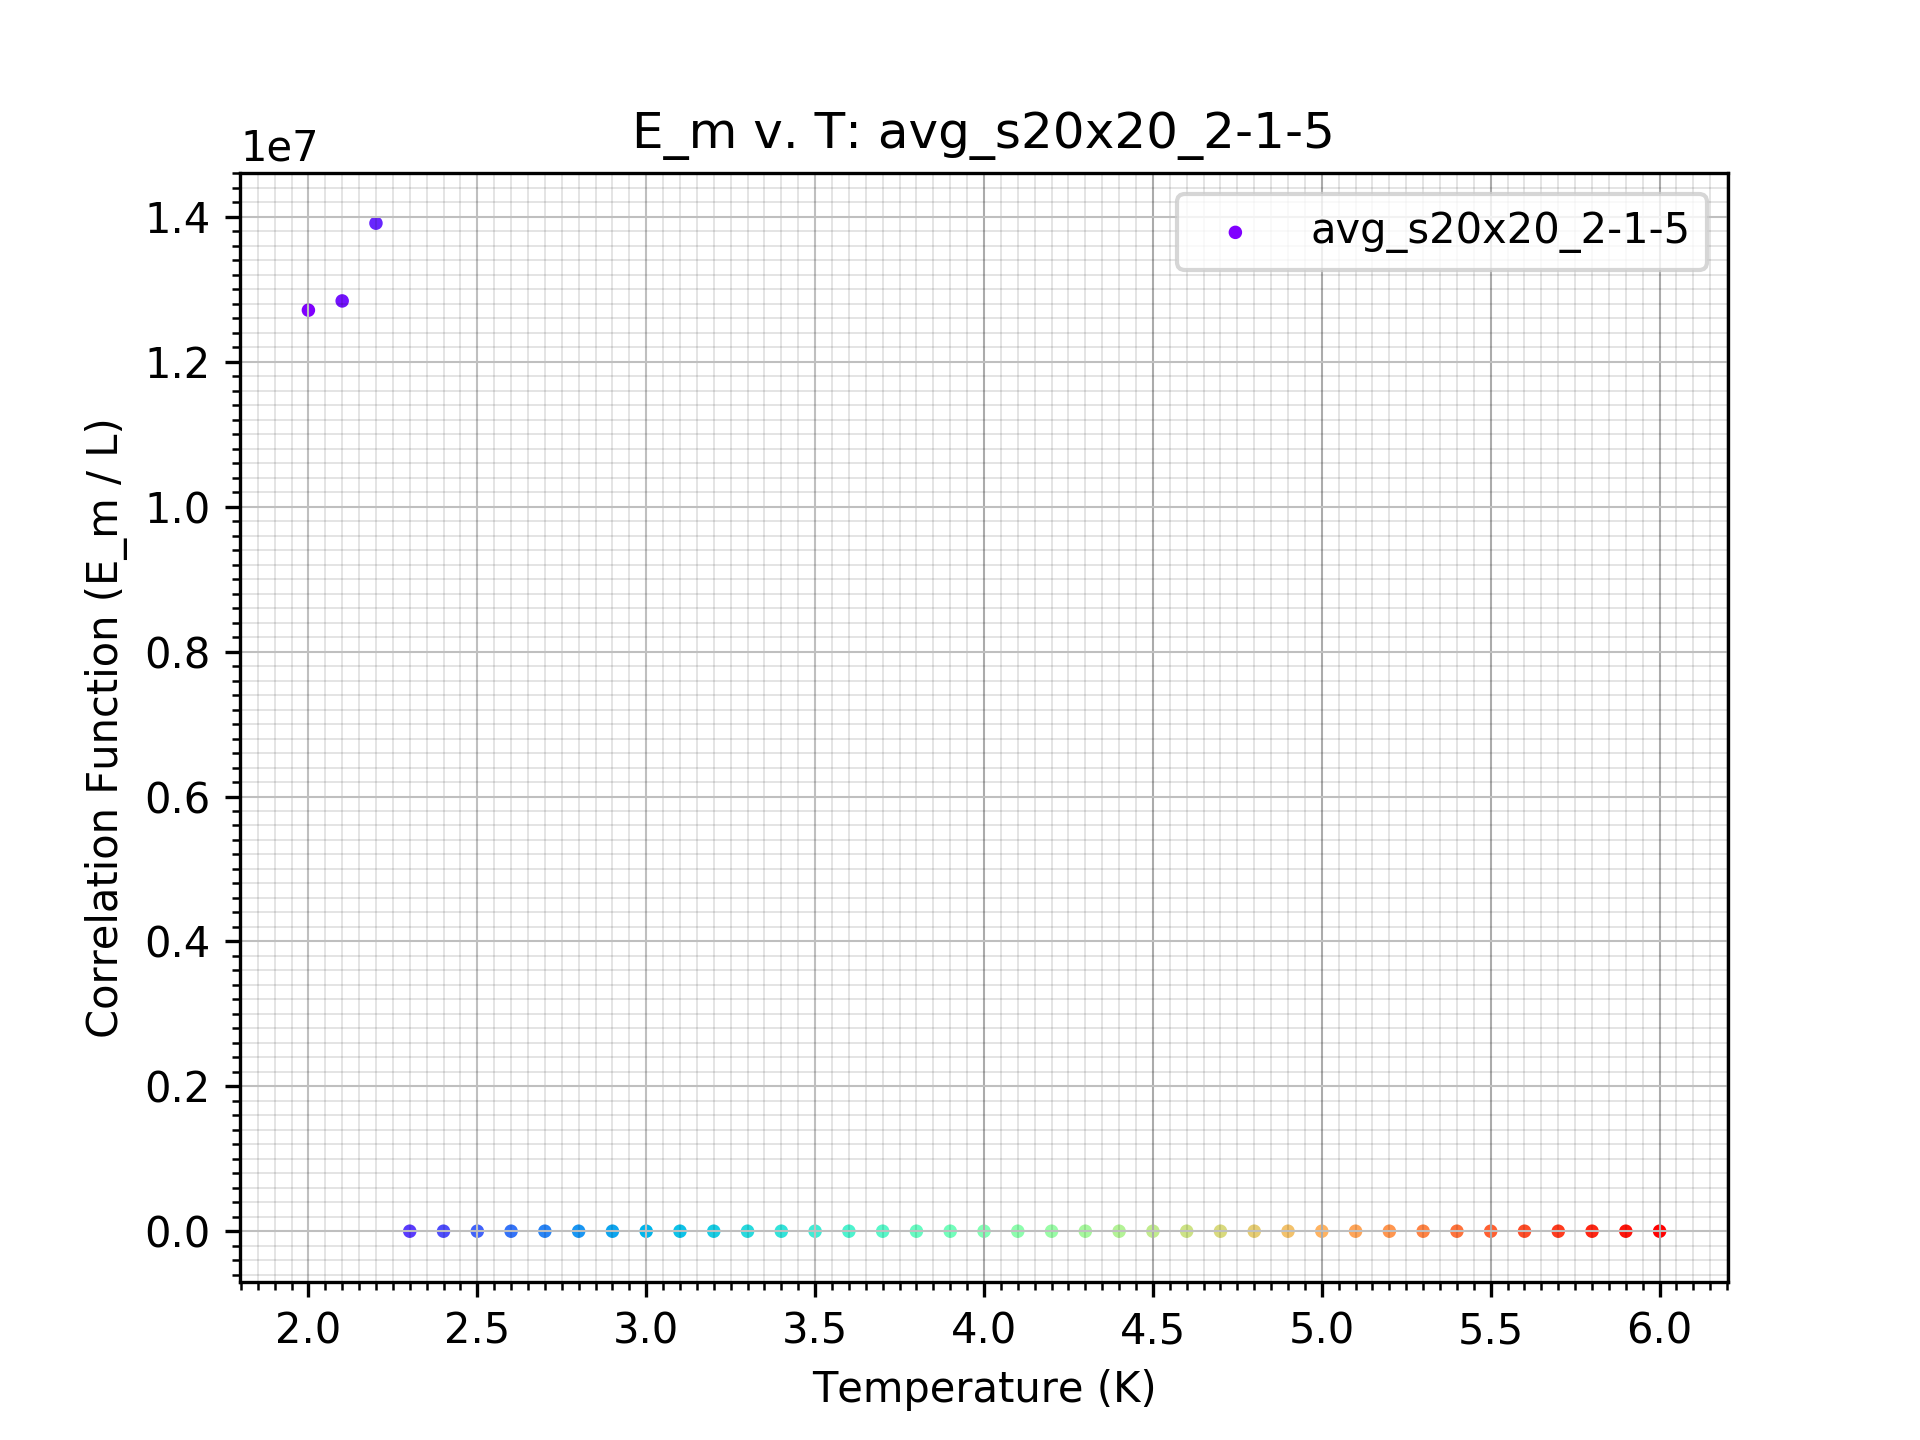 E_m v. T: avg_s20x20_2-1-5
1e7
avg_s20x20_2-1-5
1.4
1.2
1.0
0.8
0.6
0.4
0.2
0.0
Correlation Function (E_m / L)
2.0 2.5 3.0 3.5 4.0 4.5 5.0 5.5 6.0
Temperature (K)